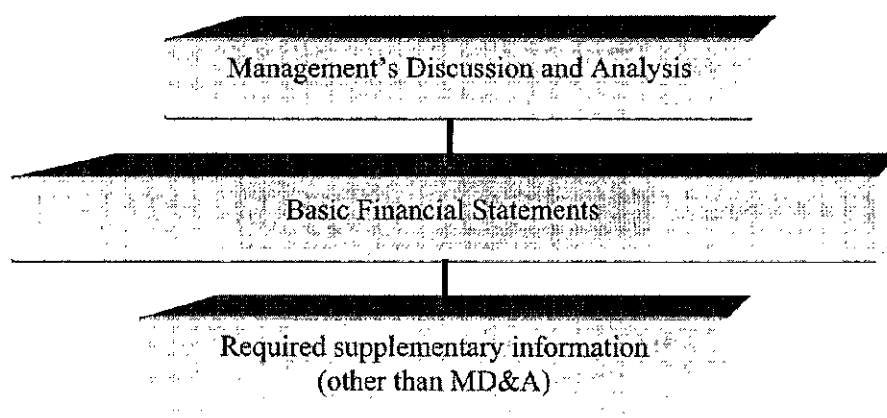 Management's Discussion and Analysis
Basic Financial Statements
Required supplementary information
(other than MD&A)